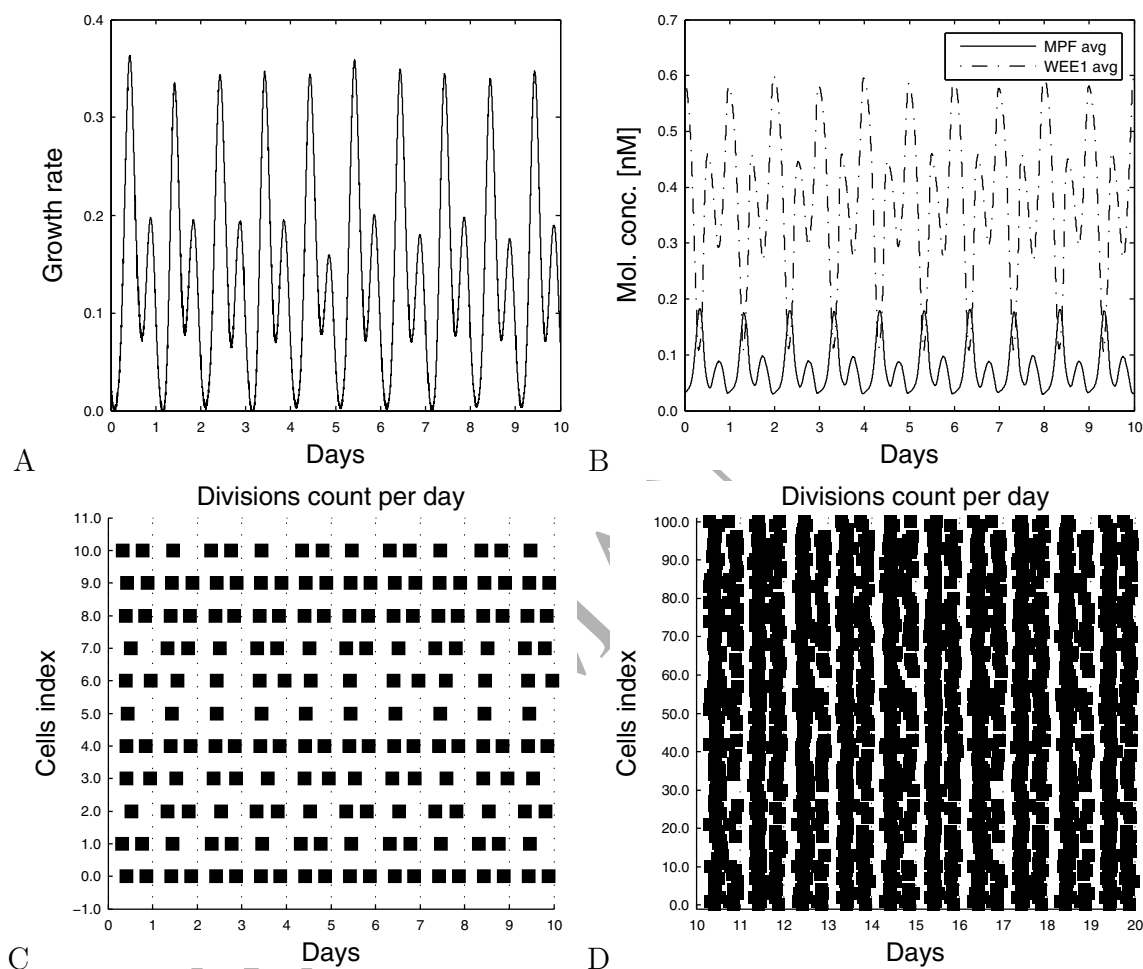 0.4
0.3
0.2
0.1
0.0
Growth rate
0 1 2 3 4 5 6 7 8 9 10
Days
A
0.7
0.6
0.5
0.4
0.3
0.2
0.1
0.0
Mol. conc. [nM]
MPF avg
WEE1 avg
0 1 2 3 4 5 6 7 8 9 10
Days
B
Divisions count per day
11.0
10.0
9.0
8.0
7.0
6.0
5.0
4.0
3.0
2.0
1.0
0.0
−1.0
Cells index
0 1 2 3 4 5 6 7 8 9 10
Days
C
Divisions count per day
100.0
90.0
80.0
70.0
60.0
50.0
40.0
30.0
20.0
10.0
0.0
Cells index
10 11 12 13 14 15 16 17 18 19 20
Days
D